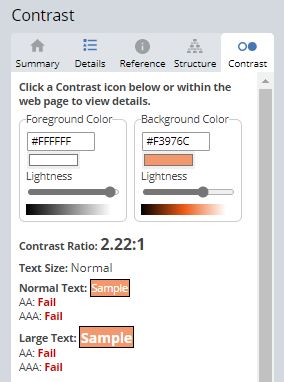 Contrast
Summary Details Reference Structure Contrast
Click a Contrast icon below or within the
web page to view details.
Foreground Color Background Color
#FFFFFF #F3976C
Lightness Lightness
Contrast Ratio: 2.22:1
Text Size: Normal
Normal Text: Sample
AA: Fail
AAA: Fail
Large Text: Sample
AA: Fail
AAA: Fail